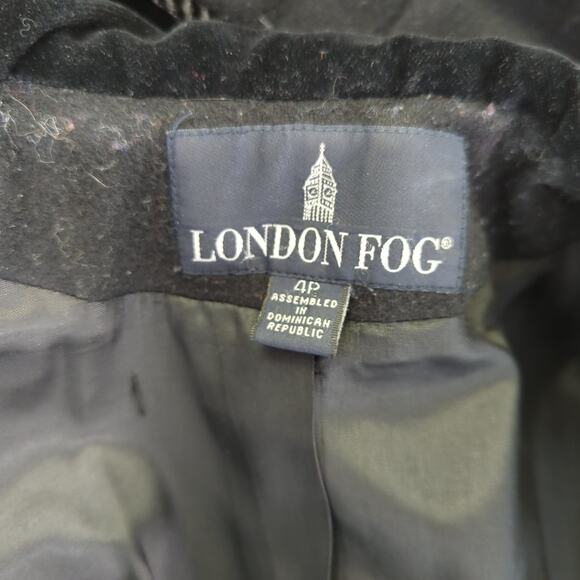 LONDON FOG®
4P
ASSEMBLED
IN
DOMINICAN
REPUBLIC